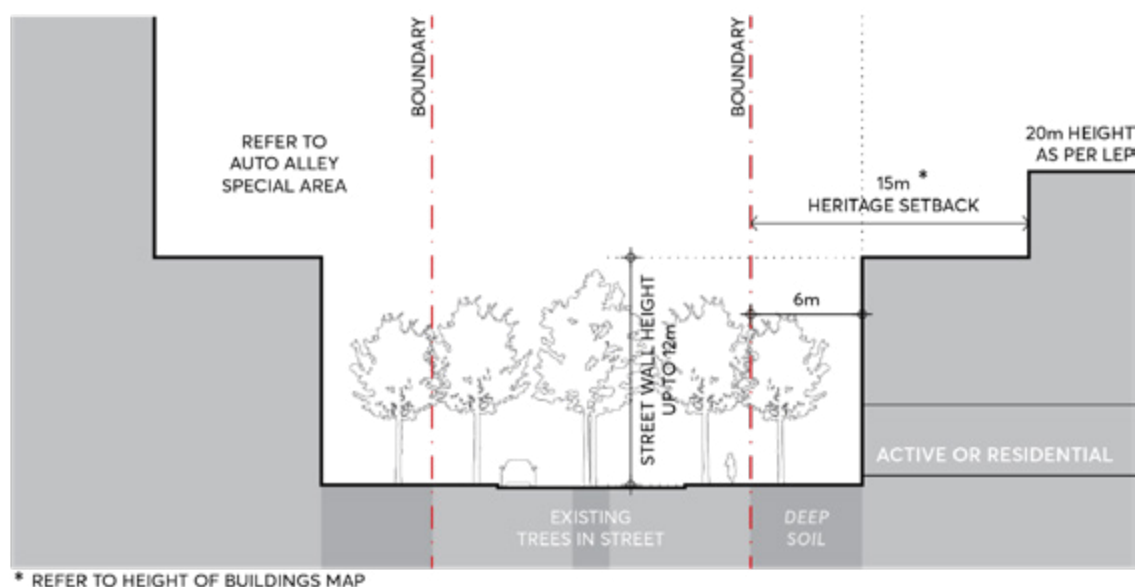 BOUNDARY
BOUNDARY
REFER TO
AUTO ALLEY
SPECIAL AREA
20m HEIGHT
AS PER LEP
15m *
HERITAGE SETBACK
6m
STREET WALL HEIGHT
UP TO 12m
ACTIVE OR RESIDENTIAL
EXISTING
TREES IN STREET
DEEP
SOIL
* REFER TO HEIGHT OF BUILDINGS MAP